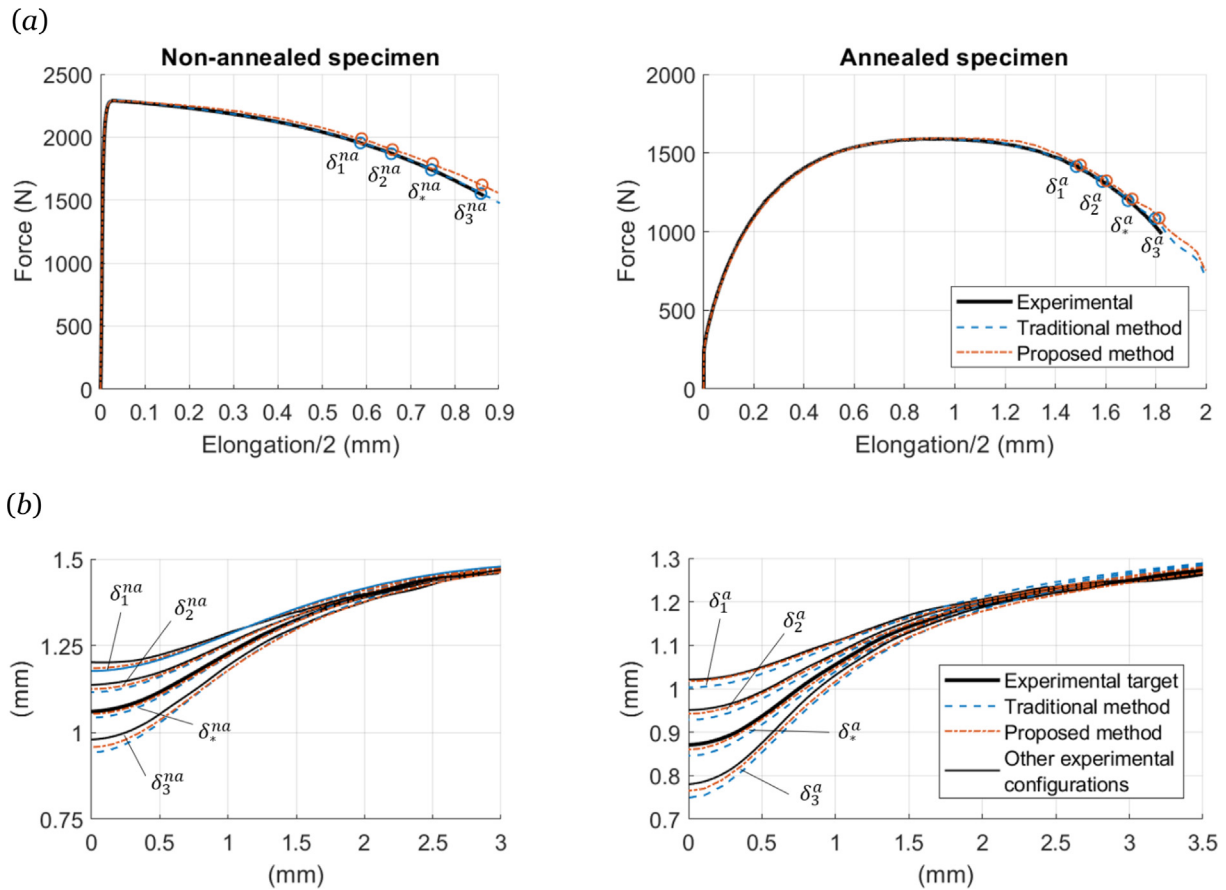 (a)
Non-annealed specimen
2500
2000
1500
1000
500
0
Force (N)
δ₁ⁿᵃ
δ₂ⁿᵃ
δ*ⁿᵃ
δ₃ⁿᵃ
0 0.1 0.2 0.3 0.4 0.5 0.6 0.7 0.8 0.9
Elongation/2 (mm)
Annealed specimen
2000
1500
1000
500
0
Force (N)
δ₁ᵃ
δ₂ᵃ
δ*ᵃ
δ₃ᵃ
Experimental
Traditional method
Proposed method
0 0.2 0.4 0.6 0.8 1 1.2 1.4 1.6 1.8 2
Elongation/2 (mm)
(b)
1.5
1.25
1
0.75
(mm)
δ₁ⁿᵃ
δ₂ⁿᵃ
δ*ⁿᵃ
δ₃ⁿᵃ
0 0.5 1 1.5 2 2.5 3
(mm)
1.3
1.2
1.1
1
0.9
0.8
0.7
(mm)
δ₁ᵃ
δ₂ᵃ
δ*ᵃ
δ₃ᵃ
Experimental target
Traditional method
Proposed method
Other experimental
configurations
0 0.5 1 1.5 2 2.5 3 3.5
(mm)